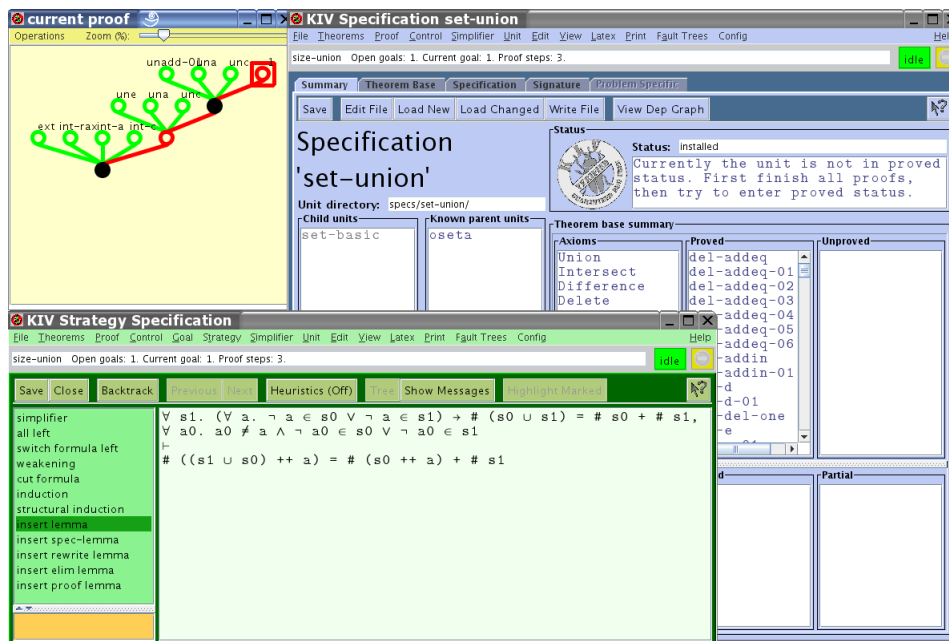 current proof
Operations Zoom (%):
unadd-0 una unc 1
une una unc
ext int-ra int-a int-c
KIV Specification set-union
File Theorems Proof Control Simplifier Unit Edit View Latex Print Fault Trees Config Hel
size-union Open goals: 1. Current goal: 1. Proof steps: 3.
idle
Summary Theorem Base Specification Signature Problem Specific
Save Edit File Load New Load Changed Write File View Dep Graph
Specification
'set-union'
Unit directory: specs/set-union/
Status
Status: installed
Currently the unit is not in proved
status. First finish all proofs,
then try to enter proved status.
Child units
set-basic
Known parent units
oseta
Theorem base summary
Axioms
Union
Intersect
Difference
Delete
Proved
del-addeq
del-addeq-01
del-addeq-02
del-addeq-03
-addeq-04
-addeq-05
-addeq-06
-addin
-addin-01
-d
-d-01
-del-one
-e
Unproved
d
Partial
KIV Strategy Specification
File Theorems Proof Control Goal Strategy Simplifier Unit Edit View Latex Print Fault Trees Config Help
size-union Open goals: 1. Current goal: 1. Proof steps: 3.
idle
Save Close Backtrack Previous Next Heuristics (Off) Tree Show Messages Highlight Marked
simplifier
all left
switch formula left
weakening
cut formula
induction
structural induction
insert lemma
insert spec-lemma
insert rewrite lemma
insert elim lemma
insert proof lemma
∀ s1. (∀ a. ¬ a ∈ s0 ∨ ¬ a ∈ s1) → # (s0 ∪ s1) = # s0 + # s1,
∀ a0. a0 ≠ a ∧ ¬ a0 ∈ s0 ∨ ¬ a0 ∈ s1
⊢
# ((s1 ∪ s0) ++ a) = # (s0 ++ a) + # s1